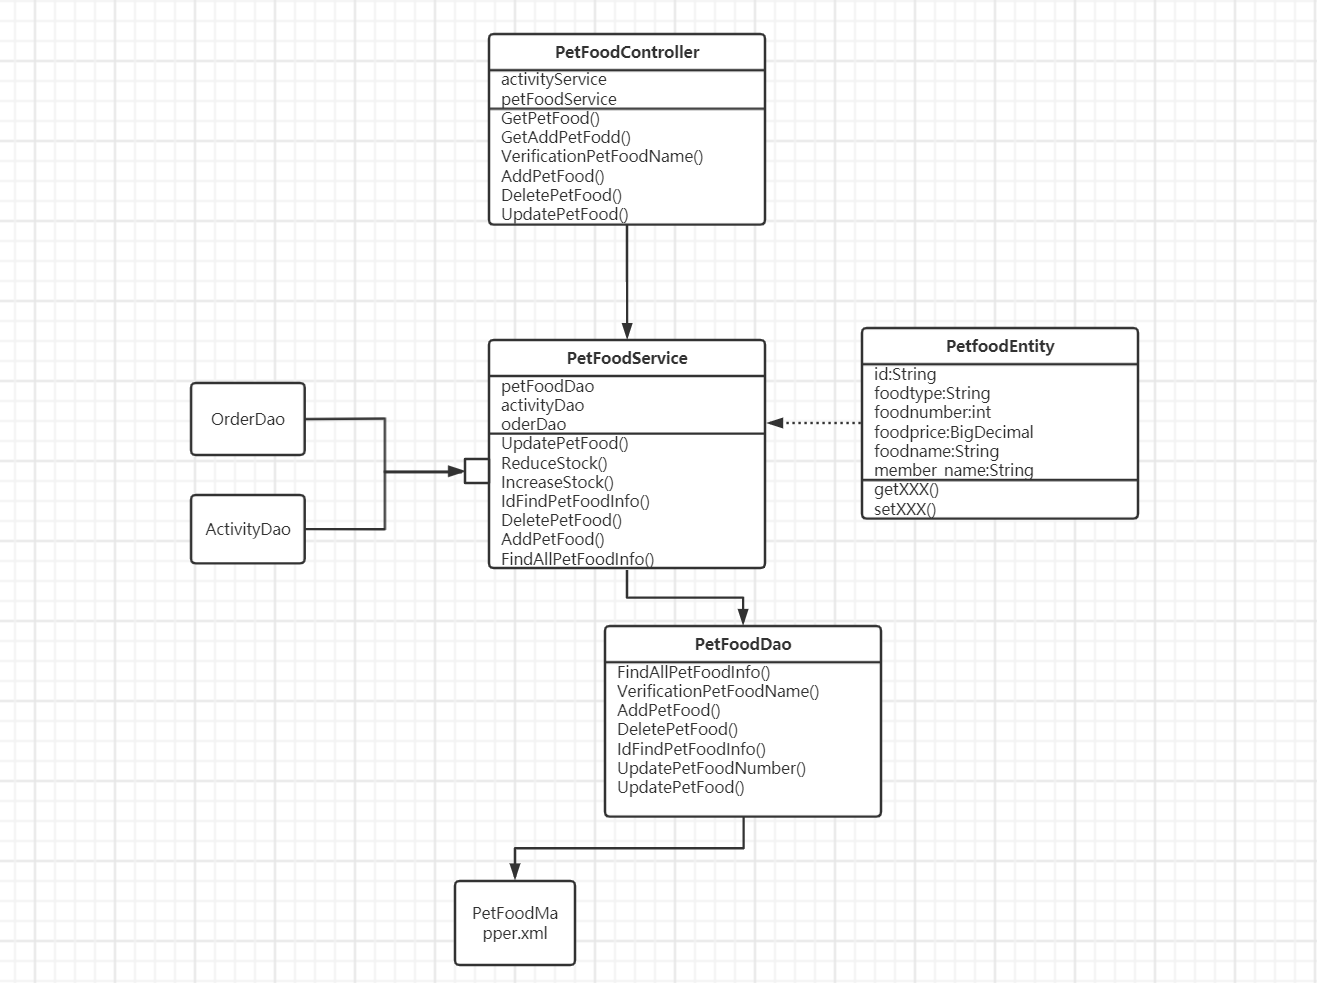 PetFoodController
activityService
petFoodService
GetPetFood()
GetAddPetFodd()
VerificationPetFoodName()
AddPetFood()
DeletePetFood()
UpdatePetFood()
PetFoodService
petFoodDao
activityDao
oderDao
UpdatePetFood()
ReduceStock()
IncreaseStock()
IdFindPetFoodInfo()
DeletePetFood()
AddPetFood()
FindAllPetFoodInfo()
PetfoodEntity
id:String
foodtype:String
foodnumber:int
foodprice:BigDecimal
foodname:String
member_name:String
getXXX()
setXXX()
OrderDao
ActivityDao
PetFoodDao
FindAllPetFoodInfo()
VerificationPetFoodName()
AddPetFood()
DeletePetFood()
IdFindPetFoodInfo()
UpdatePetFoodNumber()
UpdatePetFood()
PetFoodMa
pper.xml